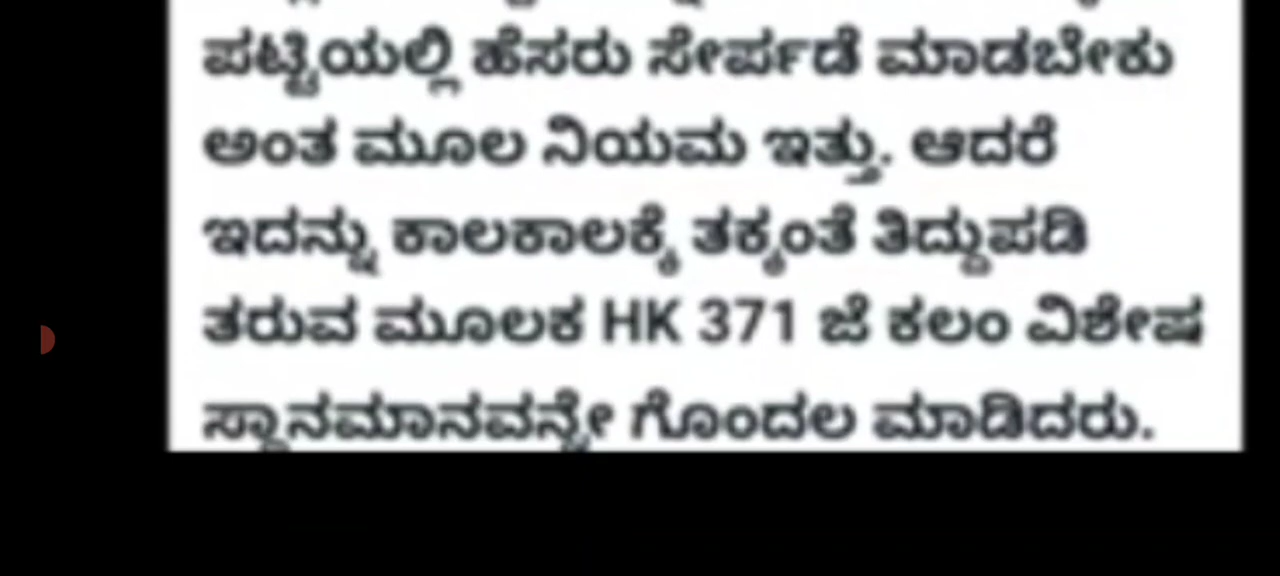 ಪಟ್ಟಿಯಲ್ಲಿ ಹೆಸರು ಸೇರ್ಪಡೆ ಮಾಡಬೇಕು
ಅಂತ ಮೂಲ ನಿಯಮ ಇತ್ತು. ಆದರೆ
ಇದನ್ನು ಕಾಲಕಾಲಕ್ಕೆ ತಕ್ಕಂತೆ ತಿದ್ದುಪಡಿ
ತರುವ ಮೂಲಕ HK 371 ಜೆ ಕಲಂ ವಿಶೇಷ
ಸ್ಥಾನಮಾನವನ್ನೇ ಗೊಂದಲ ಮಾಡಿದರು.